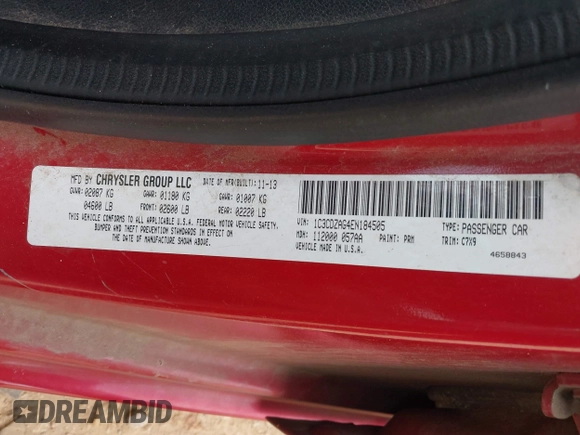 MFD BY CHRYSLER GROUP LLC DATE OF MFR(BUILT): 11-13
GVWR: 02087 KG GAWR: 01180 KG GAWR: 01007 KG
04600 LB FRONT: 02600 LB REAR: 02220 LB
THIS VEHICLE CONFORMS TO ALL APPLICABLE U.S.A. FEDERAL MOTOR VEHICLE SAFETY,
BUMPER AND THEFT PREVENTION STANDARDS IN EFFECT
ON THE DATE OF MANUFACTURE SHOWN ABOVE.
VIN: 1C3CDZAG4EN184505 TYPE: PASSENGER CAR
MDH: 112000 057AA PAINT: PRM TRIM: C7X9
VEHICLE MADE IN U.S.A.
4658843
DREAMBID